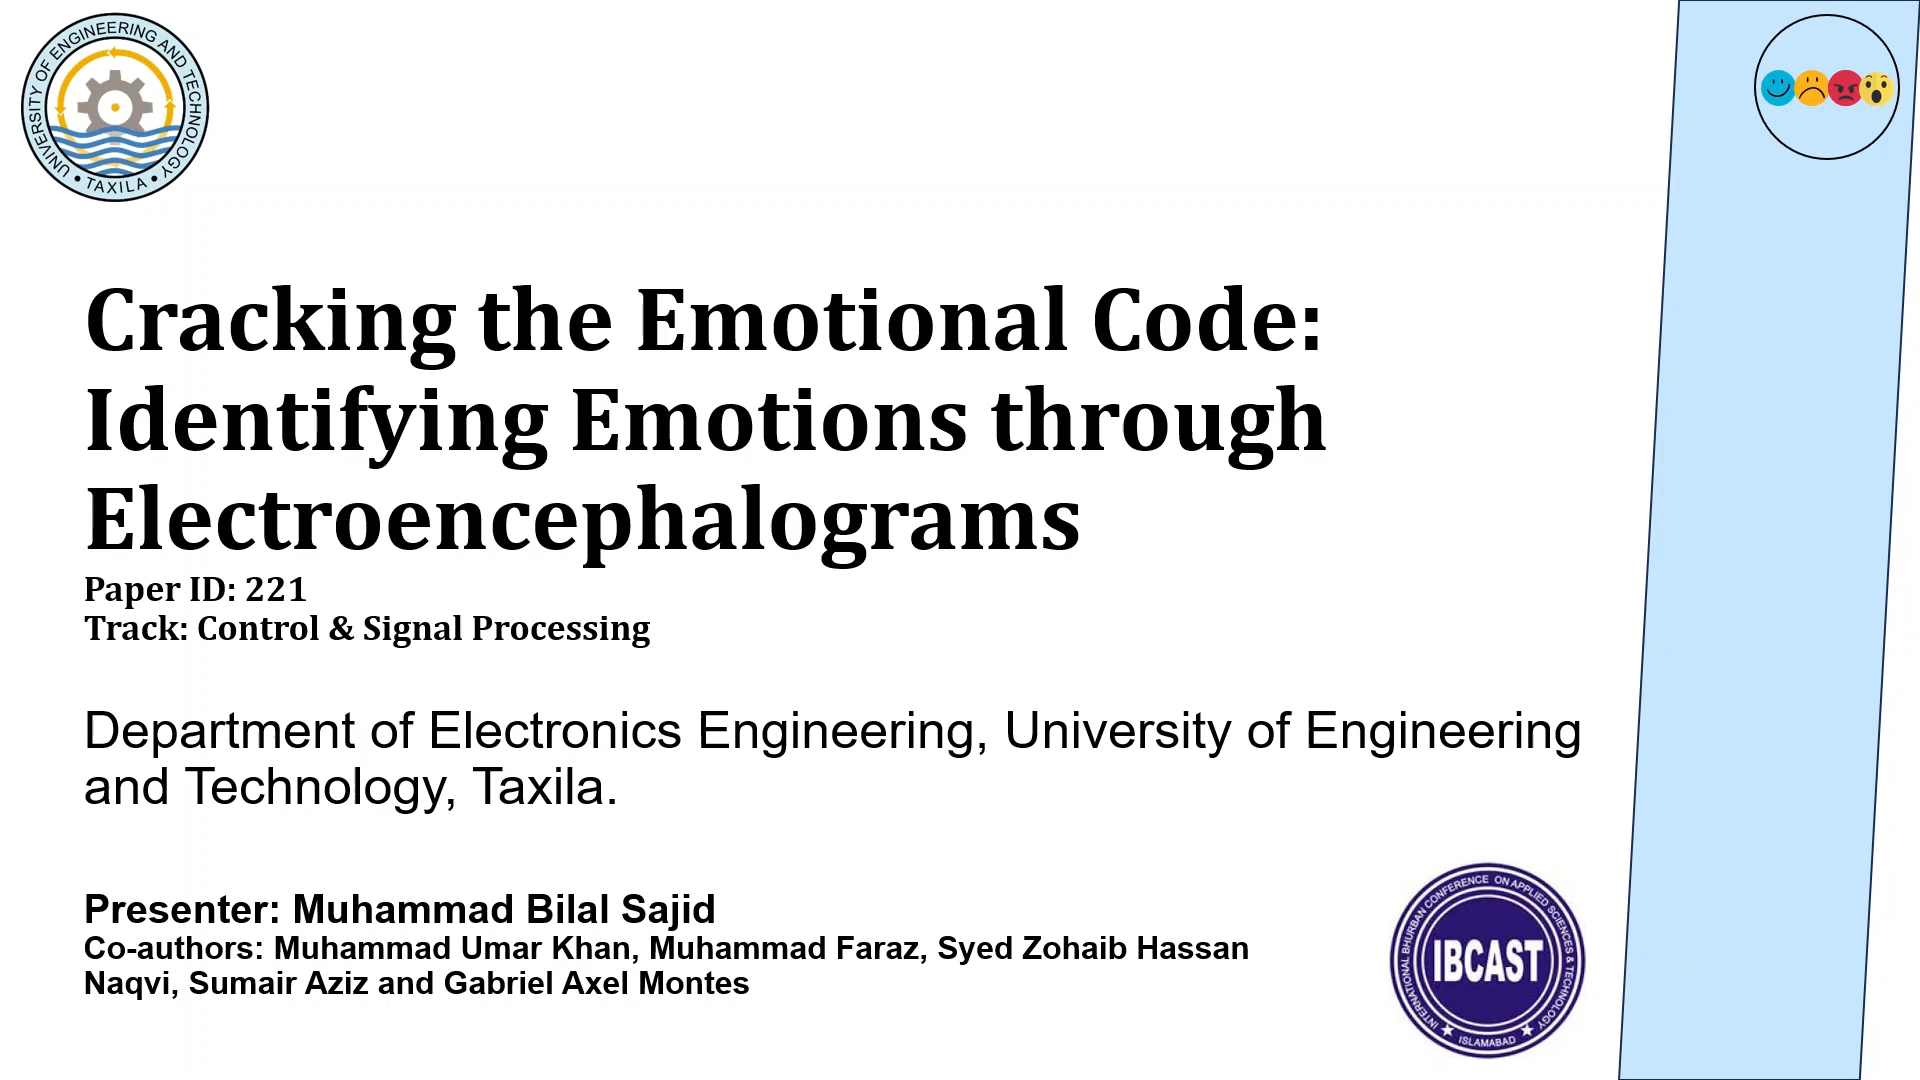 UNIVERSITY OF ENGINEERING AND TECHNOLOGY
• TAXILA •
Cracking the Emotional Code:
Identifying Emotions through
Electroencephalograms
Paper ID: 221
Track: Control & Signal Processing
Department of Electronics Engineering, University of Engineering
and Technology, Taxila.
Presenter: Muhammad Bilal Sajid
Co-authors: Muhammad Umar Khan, Muhammad Faraz, Syed Zohaib Hassan
Naqvi, Sumair Aziz and Gabriel Axel Montes
INTERNATIONAL BHURBAN CONFERENCE ON APPLIED SCIENCES & TECHNOLOGY
IBCAST
ISLAMABAD